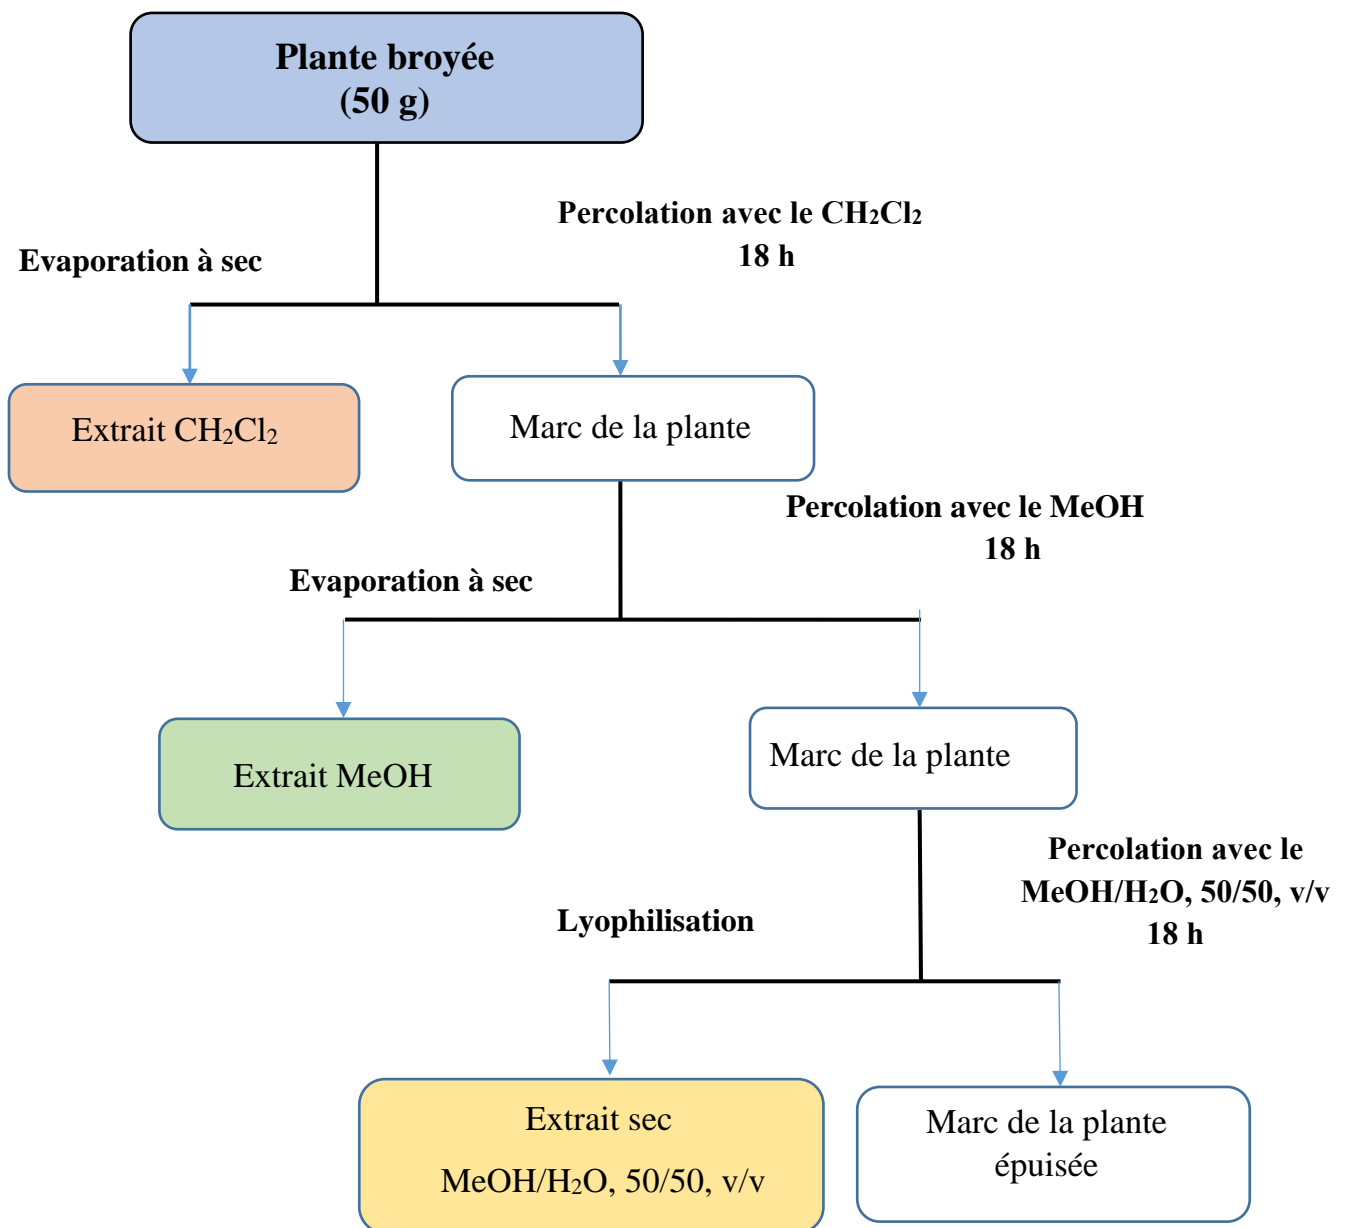 Plante broyée
(50 g)
Percolation avec le CH₂Cl₂
18 h
Evaporation à sec
Extrait CH₂Cl₂
Marc de la plante
Percolation avec le MeOH
18 h
Evaporation à sec
Extrait MeOH
Marc de la plante
Percolation avec le
MeOH/H₂O, 50/50, v/v
18 h
Lyophilisation
Extrait sec
MeOH/H₂O, 50/50, v/v
Marc de la plante
épuisée